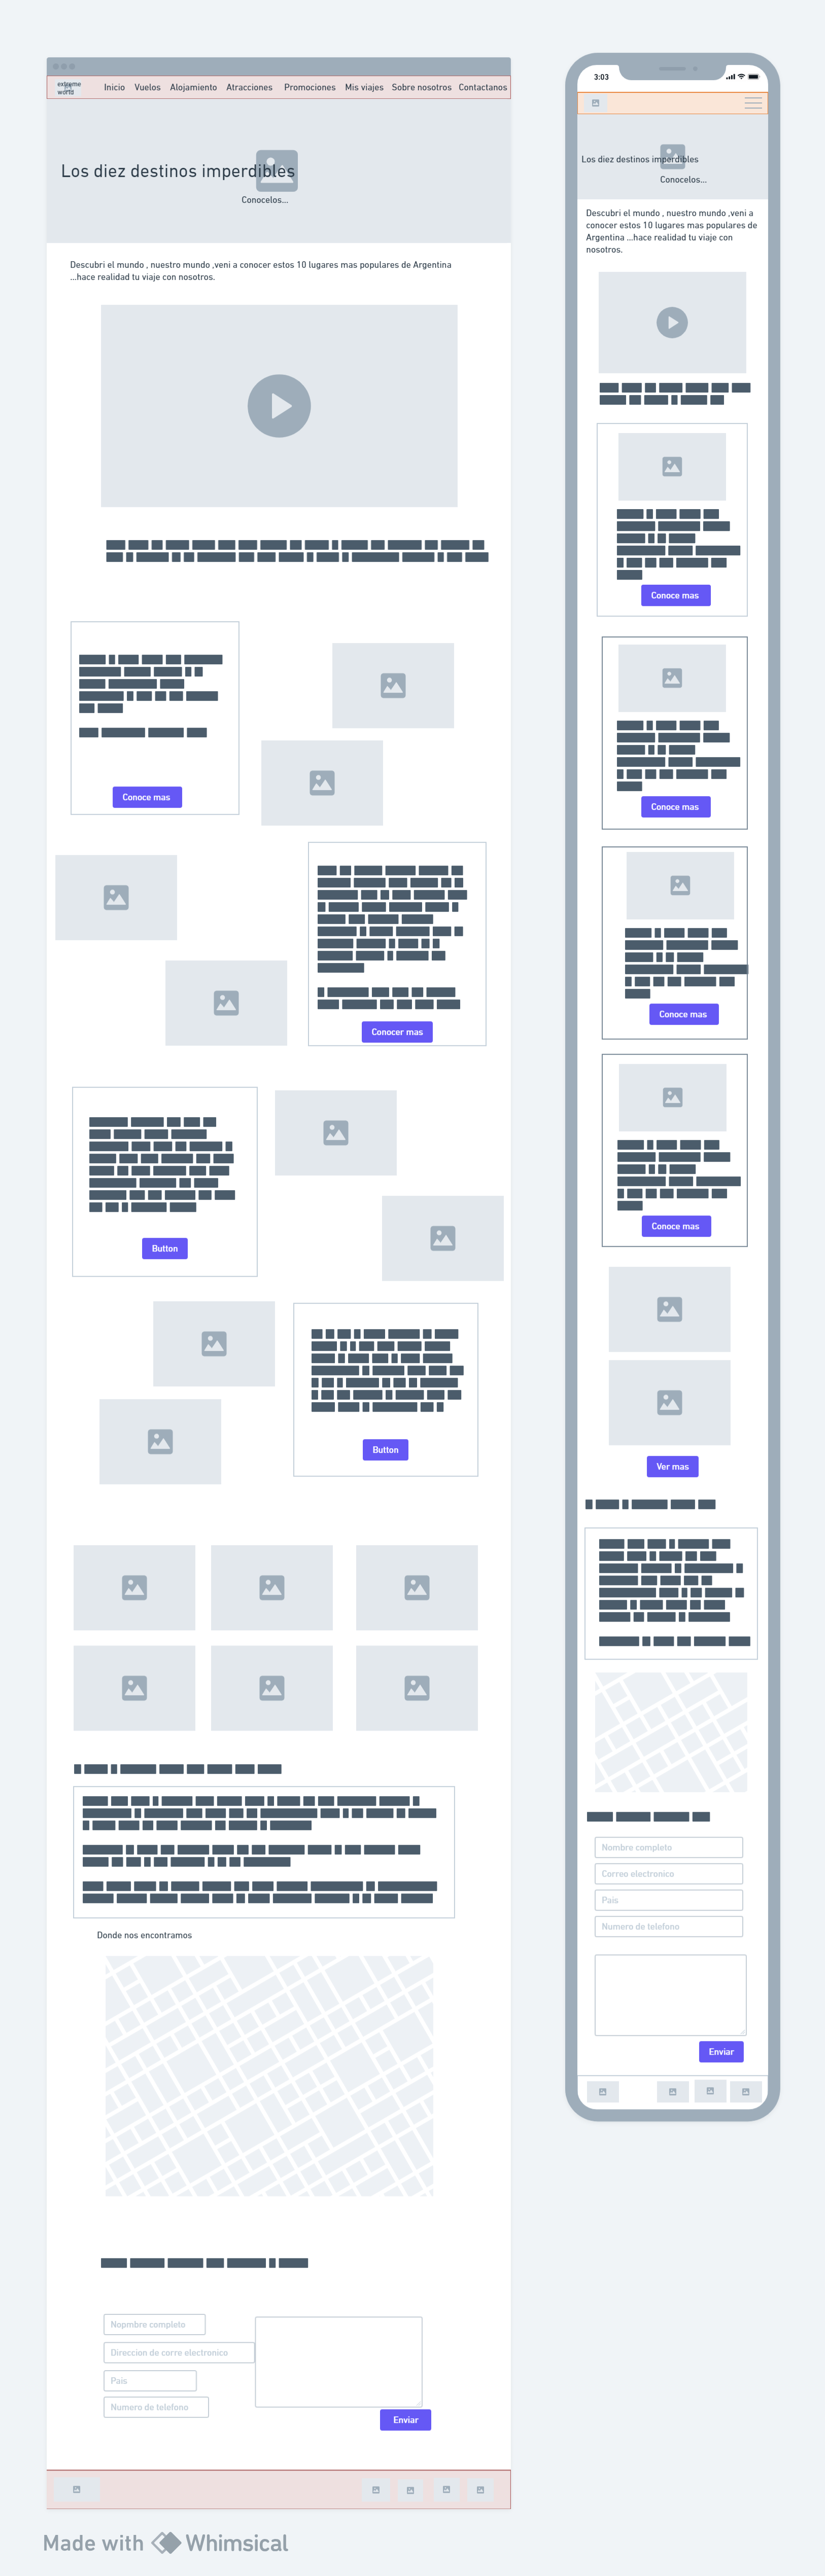 extreme
world
Inicio Vuelos Alojamiento Atracciones Promociones Mis viajes Sobre nosotros Contactanos
Los diez destinos imperdibles
Conocelos...
Descubri el mundo , nuestro mundo ,veni a conocer estos 10 lugares mas populares de Argentina
...hace realidad tu viaje con nosotros.
Conoce mas
Conocer mas
Button
Button
Donde nos encontramos
Nopmbre completo
Direccion de corre electronico
Pais
Numero de telefono
Enviar
3:03
Los diez destinos imperdibles
Conocelos...
Descubri el mundo , nuestro mundo ,veni a
conocer estos 10 lugares mas populares de
Argentina ...hace realidad tu viaje con
nosotros.
Conoce mas
Conoce mas
Conoce mas
Conoce mas
Ver mas
Nombre completo
Correo electronico
Pais
Numero de telefono
Enviar
Made with Whimsical